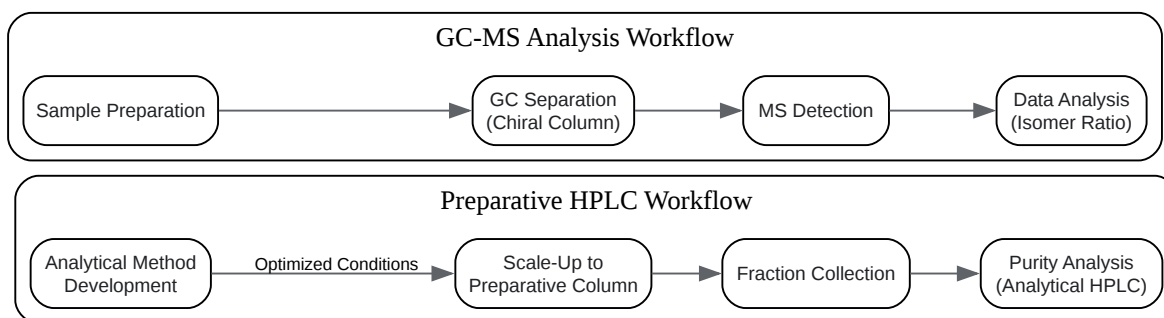 GC-MS Analysis Workflow
Sample Preparation
GC Separation
(Chiral Column)
MS Detection
Data Analysis
(Isomer Ratio)
Preparative HPLC Workflow
Analytical Method
Development
Optimized Conditions
Scale-Up to
Preparative Column
Fraction Collection
Purity Analysis
(Analytical HPLC)